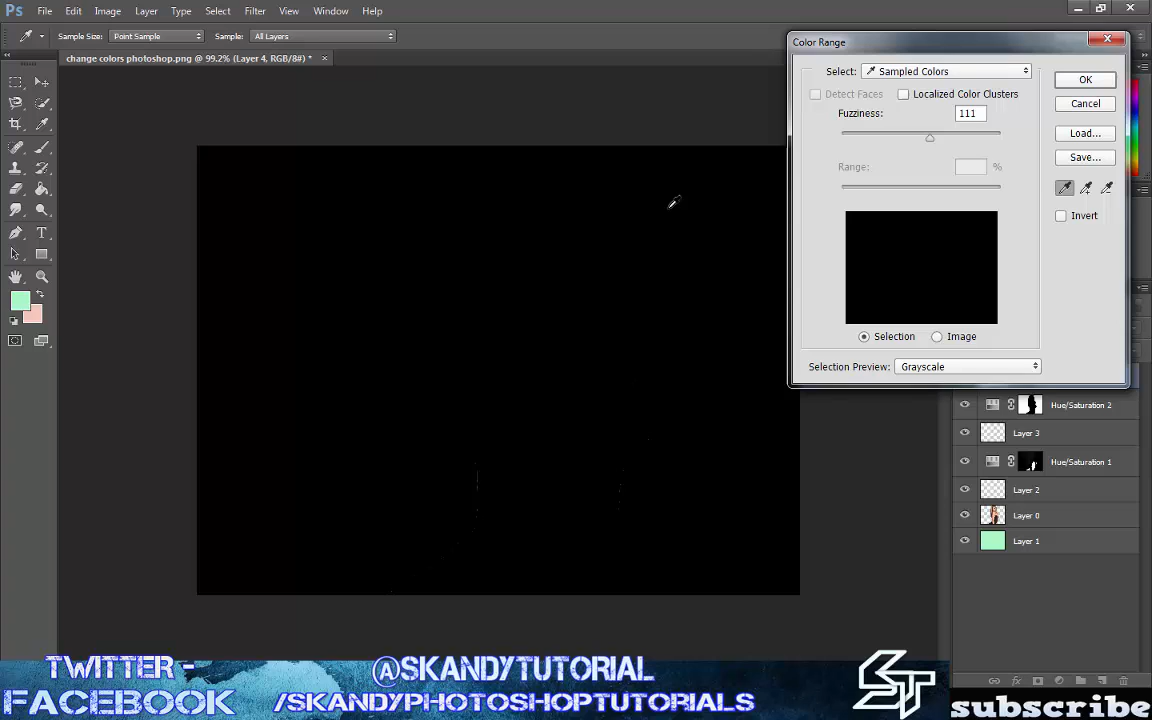 Ps File Edit Image Layer Type Select Filter View Window Help
Sample Size: Point Sample Sample: All Layers
change colors photoshop.png @ 99.2% (Layer 4, RGB/8#) *
Color Range
Select: Sampled Colors
OK
Detect Faces Localized Color Clusters
Cancel
Fuzziness: 111
Load...
Save...
Range: %
Invert
Selection Image
Selection Preview: Grayscale
Hue/Saturation 2
Layer 3
Hue/Saturation 1
Layer 2
Layer 0
Layer 1
TWITTER - @SKANDYTUTORIAL
FACEBOOK /SKANDYPHOTOSHOPTUTORIALS
ST
subscribe